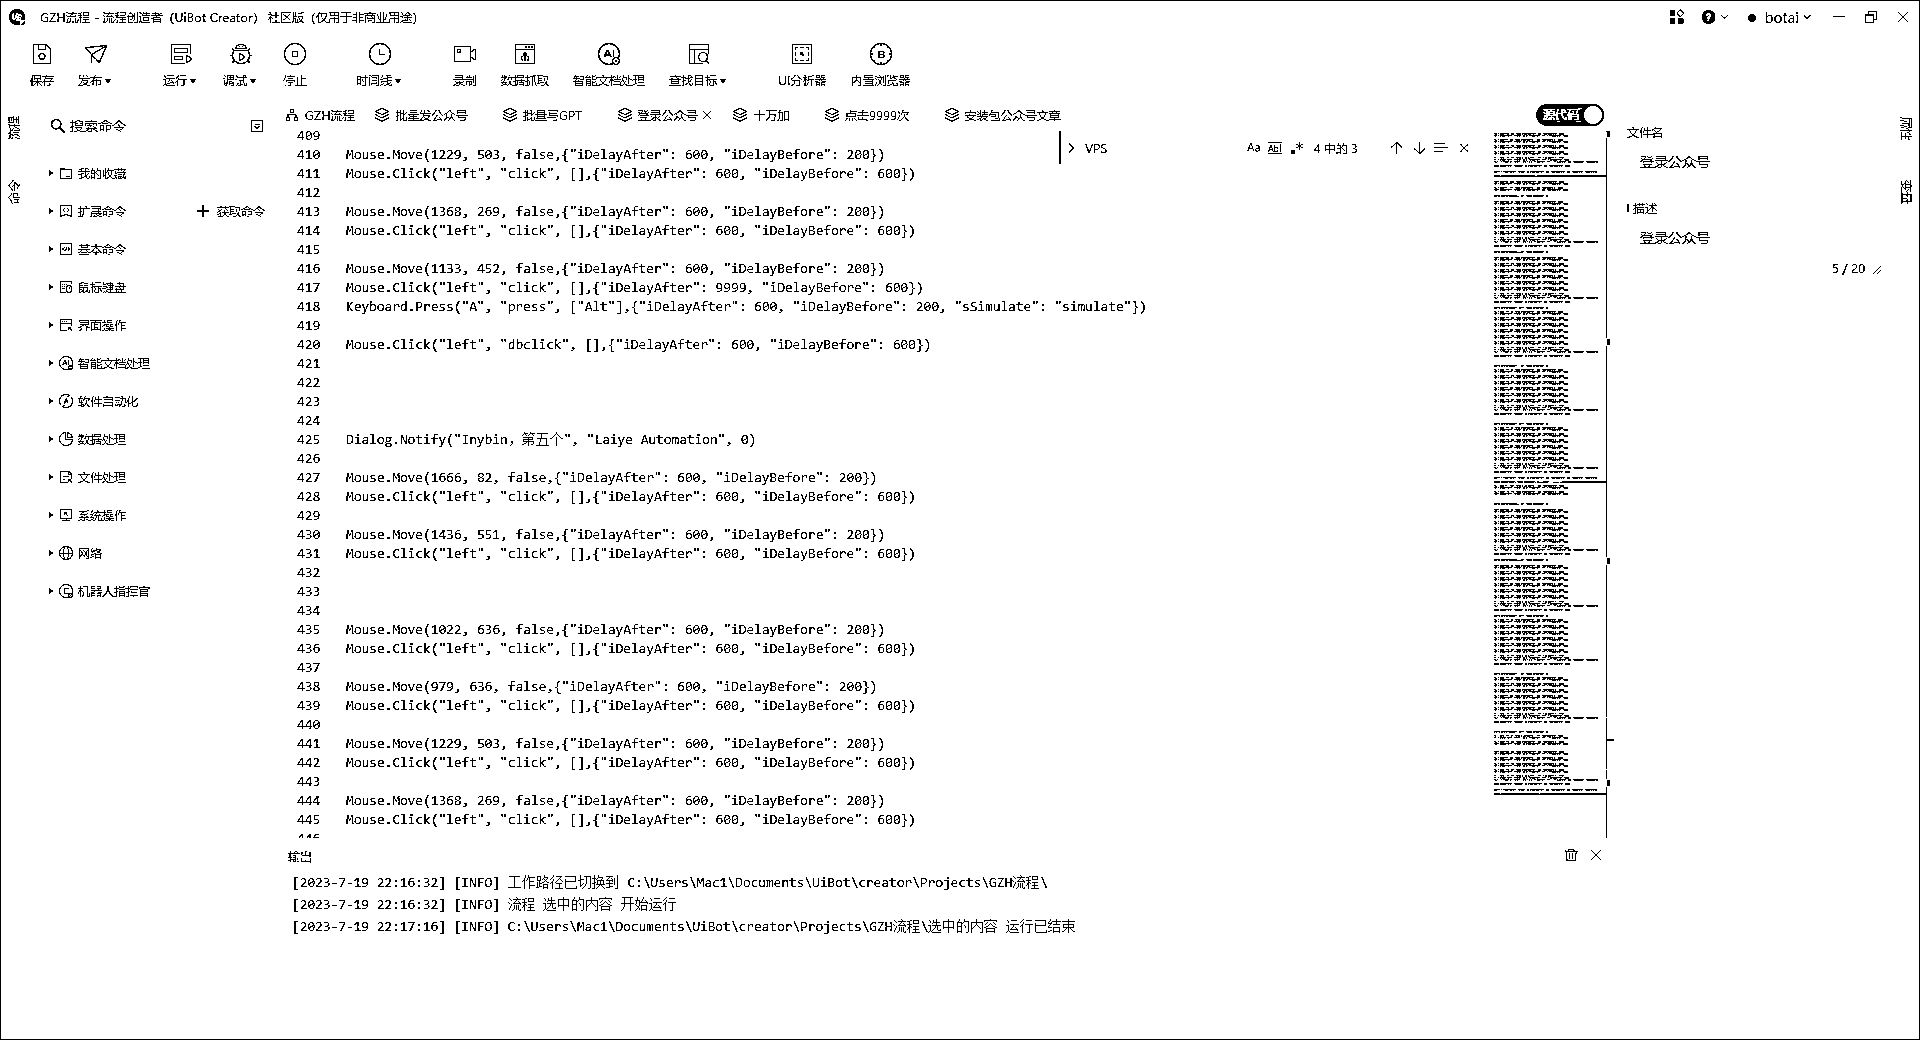 GZH流程 - 流程创造者 (UiBot Creator) 社区版 (仅用于非商业用途)
botai
保存
发布
运行
调试
停止
时间线
录制
数据抓取
智能文档处理
查找目标
UI分析器
内置浏览器
命令
搜索命令
我的收藏
扩展命令
获取命令
基本命令
鼠标键盘
界面操作
智能文档处理
软件自动化
数据处理
文件处理
系统操作
网络
机器人指挥官
GZH流程
批量发公众号
批量写GPT
登录公众号
十万加
点击9999次
安装包公众号文章
源代码
VPS
Aa
4 中的 3
409
410 Mouse.Move(1229, 503, false,{"iDelayAfter": 600, "iDelayBefore": 200})
411 Mouse.Click("left", "click", [],{"iDelayAfter": 600, "iDelayBefore": 600})
412
413 Mouse.Move(1368, 269, false,{"iDelayAfter": 600, "iDelayBefore": 200})
414 Mouse.Click("left", "click", [],{"iDelayAfter": 600, "iDelayBefore": 600})
415
416 Mouse.Move(1133, 452, false,{"iDelayAfter": 600, "iDelayBefore": 200})
417 Mouse.Click("left", "click", [],{"iDelayAfter": 9999, "iDelayBefore": 600})
418 Keyboard.Press("A", "press", ["Alt"],{"iDelayAfter": 600, "iDelayBefore": 200, "sSimulate": "simulate"})
419
420 Mouse.Click("left", "dbclick", [],{"iDelayAfter": 600, "iDelayBefore": 600})
421
422
423
424
425 Dialog.Notify("Inybin，第五个", "Laiye Automation", 0)
426
427 Mouse.Move(1666, 82, false,{"iDelayAfter": 600, "iDelayBefore": 200})
428 Mouse.Click("left", "click", [],{"iDelayAfter": 600, "iDelayBefore": 600})
429
430 Mouse.Move(1436, 551, false,{"iDelayAfter": 600, "iDelayBefore": 200})
431 Mouse.Click("left", "click", [],{"iDelayAfter": 600, "iDelayBefore": 600})
432
433
434
435 Mouse.Move(1022, 636, false,{"iDelayAfter": 600, "iDelayBefore": 200})
436 Mouse.Click("left", "click", [],{"iDelayAfter": 600, "iDelayBefore": 600})
437
438 Mouse.Move(979, 636, false,{"iDelayAfter": 600, "iDelayBefore": 200})
439 Mouse.Click("left", "click", [],{"iDelayAfter": 600, "iDelayBefore": 600})
440
441 Mouse.Move(1229, 503, false,{"iDelayAfter": 600, "iDelayBefore": 200})
442 Mouse.Click("left", "click", [],{"iDelayAfter": 600, "iDelayBefore": 600})
443
444 Mouse.Move(1368, 269, false,{"iDelayAfter": 600, "iDelayBefore": 200})
445 Mouse.Click("left", "click", [],{"iDelayAfter": 600, "iDelayBefore": 600})
输出
[2023-7-19 22:16:32] [INFO] 工作路径已切换到 C:\Users\Mac1\Documents\UiBot\creator\Projects\GZH流程\
[2023-7-19 22:16:32] [INFO] 流程 选中的内容 开始运行
[2023-7-19 22:17:16] [INFO] C:\Users\Mac1\Documents\UiBot\creator\Projects\GZH流程\选中的内容 运行已结束
文件名
登录公众号
描述
登录公众号
5 / 20
属性
变量